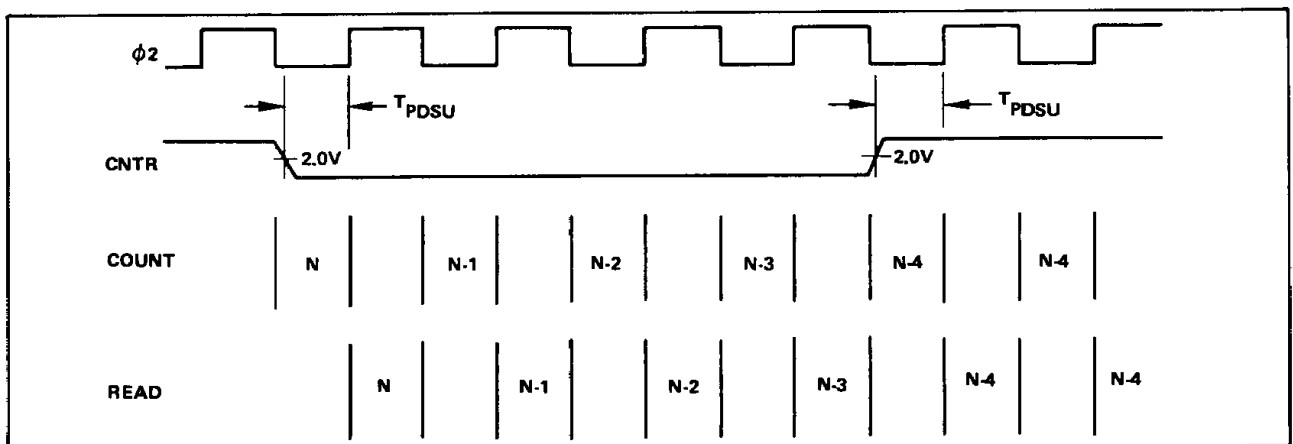 ϕ2
T_PDSU T_PDSU
CNTR 2.0V 2.0V
COUNT N N-1 N-2 N-3 N-4 N-4
READ N N-1 N-2 N-3 N-4 N-4